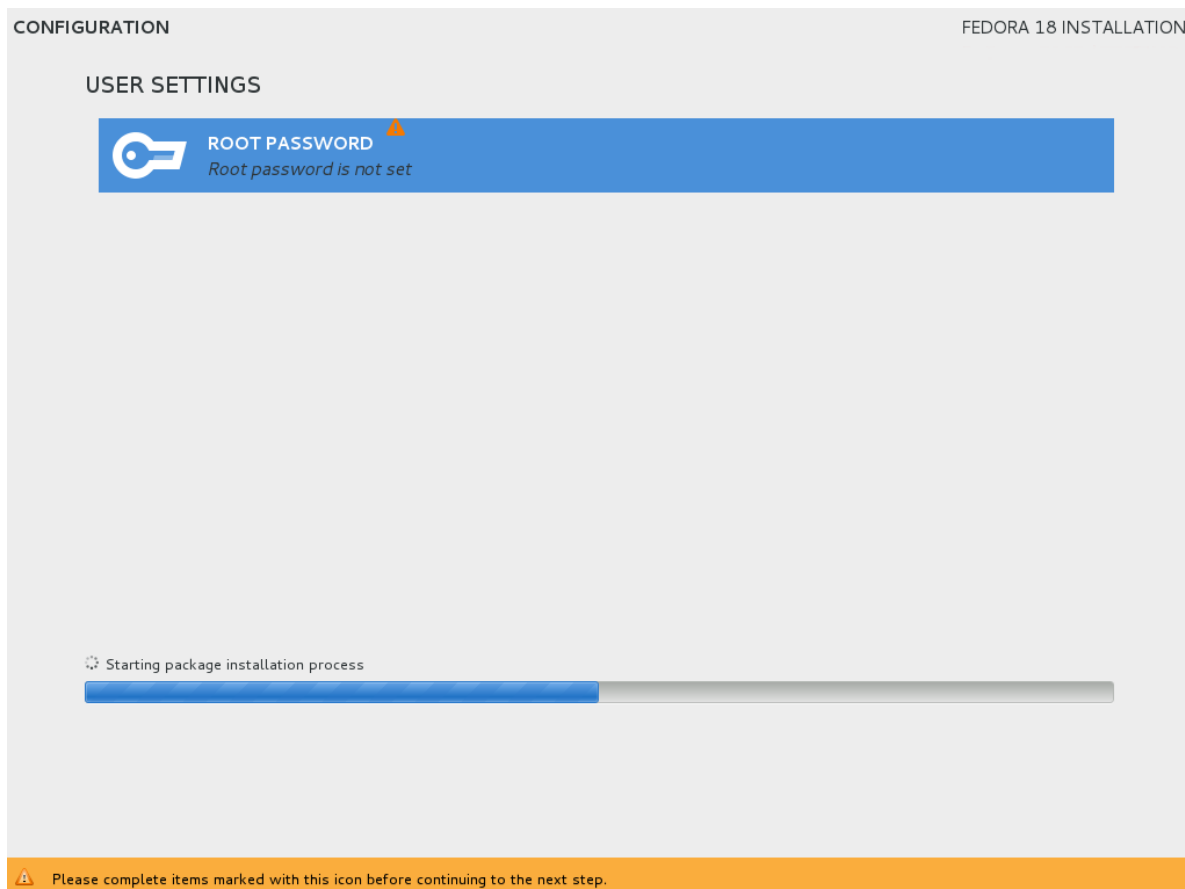 CONFIGURATION
FEDORA 18 INSTALLATION
USER SETTINGS
ROOT PASSWORD
Root password is not set
Starting package installation process
Please complete items marked with this icon before continuing to the next step.